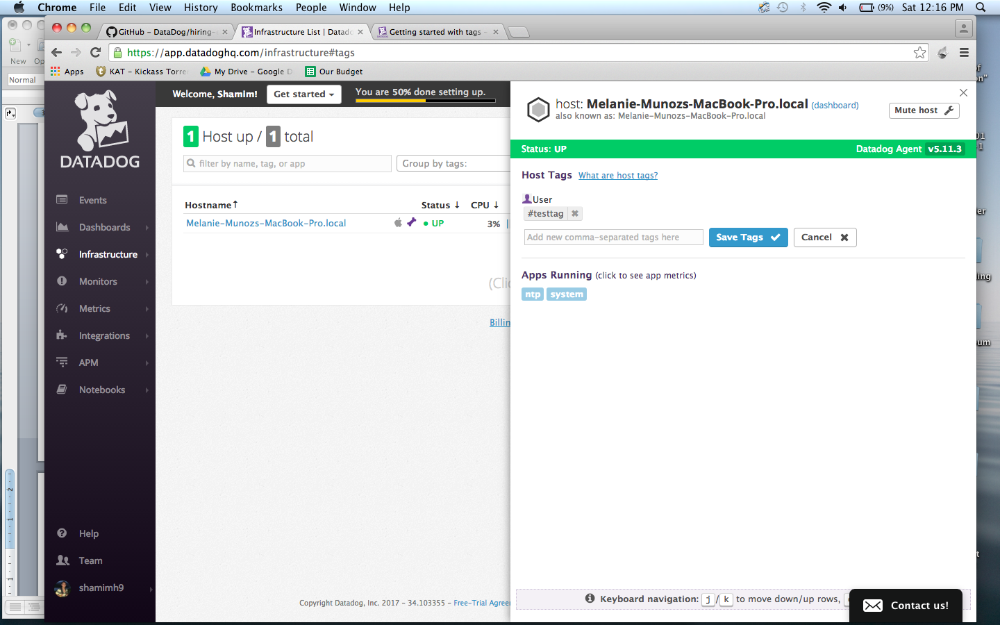 Chrome File Edit View History Bookmarks People Window Help (9%) Sat 12:16 PM
GitHub – DataDog/hiring-
Infrastructure List | Datado
Getting started with tags –
https://app.datadoghq.com/infrastructure#tags
Apps KAT – Kickass Torre My Drive – Google D Our Budget
New Op
Normal
DATADOG
Events
Dashboards
Infrastructure
Monitors
Metrics
Integrations
APM
Notebooks
Help
Team
shamimh9
Welcome, Shamim! Get started You are 50% done setting up.
1 Host up / 1 total
filter by name, tag, or app Group by tags:
Hostname↑ Status ↓ CPU ↓
Melanie-Munozs-MacBook-Pro.local UP 3%
(Clic
Billin
Copyright Datadog, Inc. 2017 – 34.103355 – Free-Trial Agree
host: Melanie-Munozs-MacBook-Pro.local (dashboard)
also known as: Melanie-Munozs-MacBook-Pro.local
Mute host
Status: UP Datadog Agent v5.11.3
Host Tags What are host tags?
User
#testtag
Add new comma-separated tags here Save Tags Cancel
Apps Running (click to see app metrics)
ntp system
Keyboard navigation: j/k to move down/up rows,
Contact us!